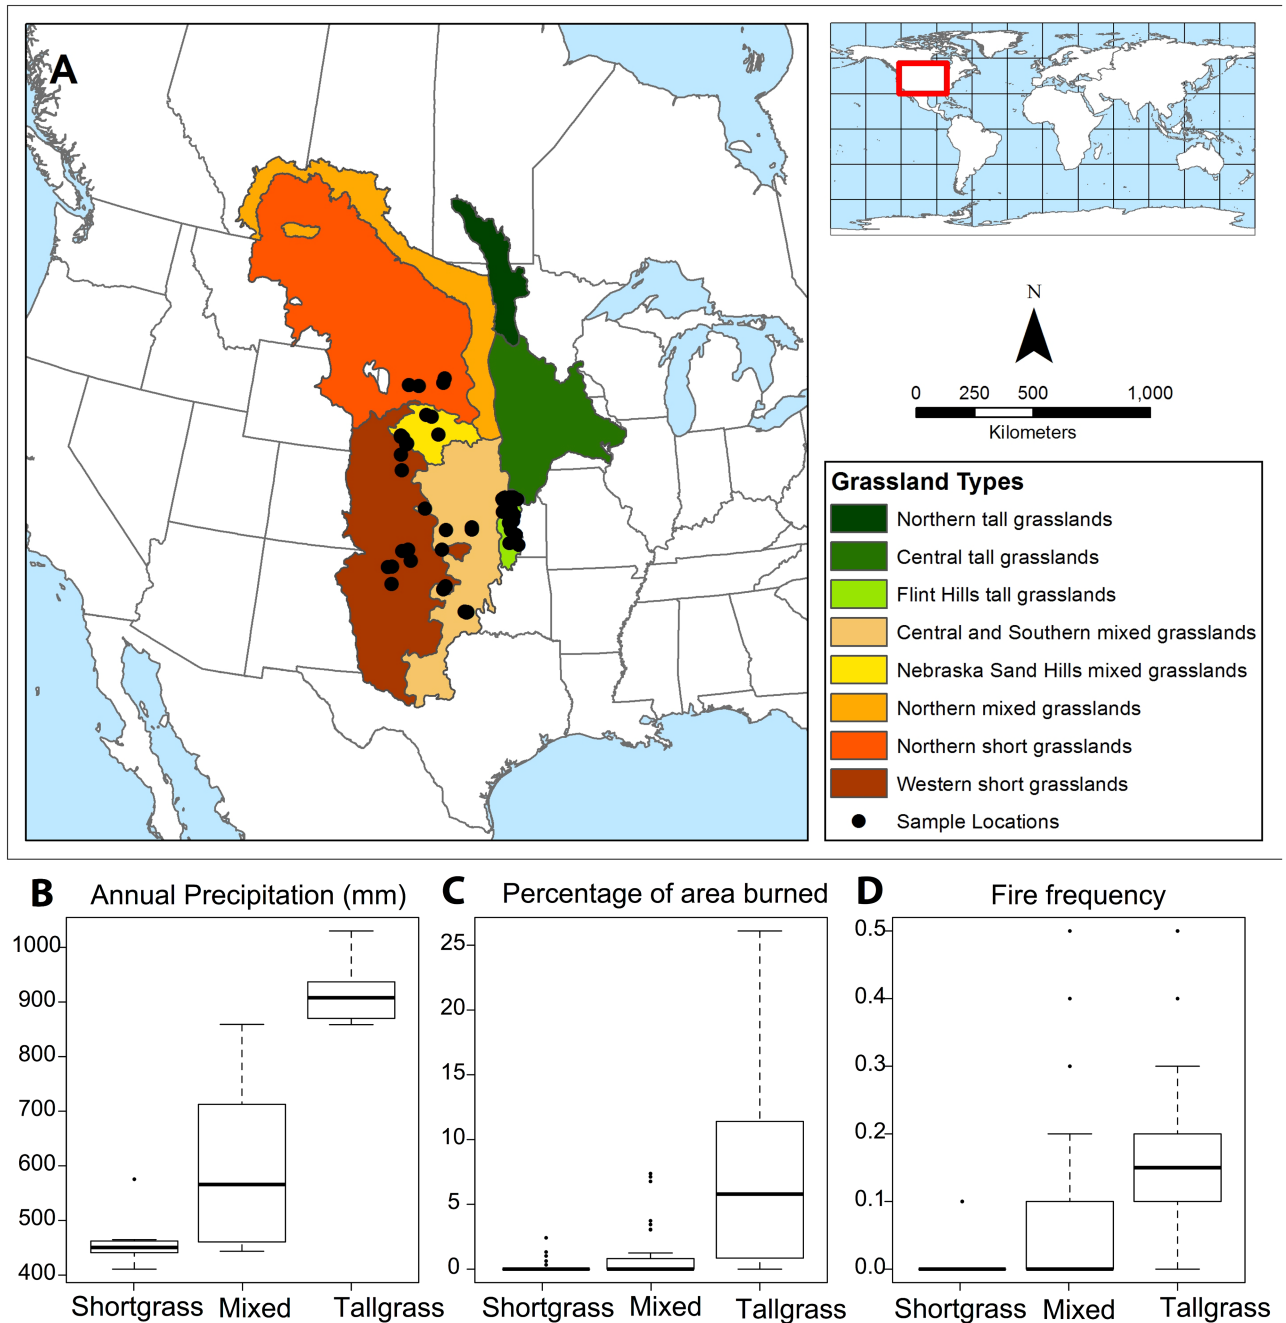 A
N
0 250 500 1,000
Kilometers
Grassland Types
Northern tall grasslands
Central tall grasslands
Flint Hills tall grasslands
Central and Southern mixed grasslands
Nebraska Sand Hills mixed grasslands
Northern mixed grasslands
Northern short grasslands
Western short grasslands
Sample Locations
B Annual Precipitation (mm)
1000
900
800
700
600
500
400
Shortgrass Mixed Tallgrass
C Percentage of area burned
25
20
15
10
5
0
Shortgrass Mixed Tallgrass
D Fire frequency
0.5
0.4
0.3
0.2
0.1
0.0
Shortgrass Mixed Tallgrass